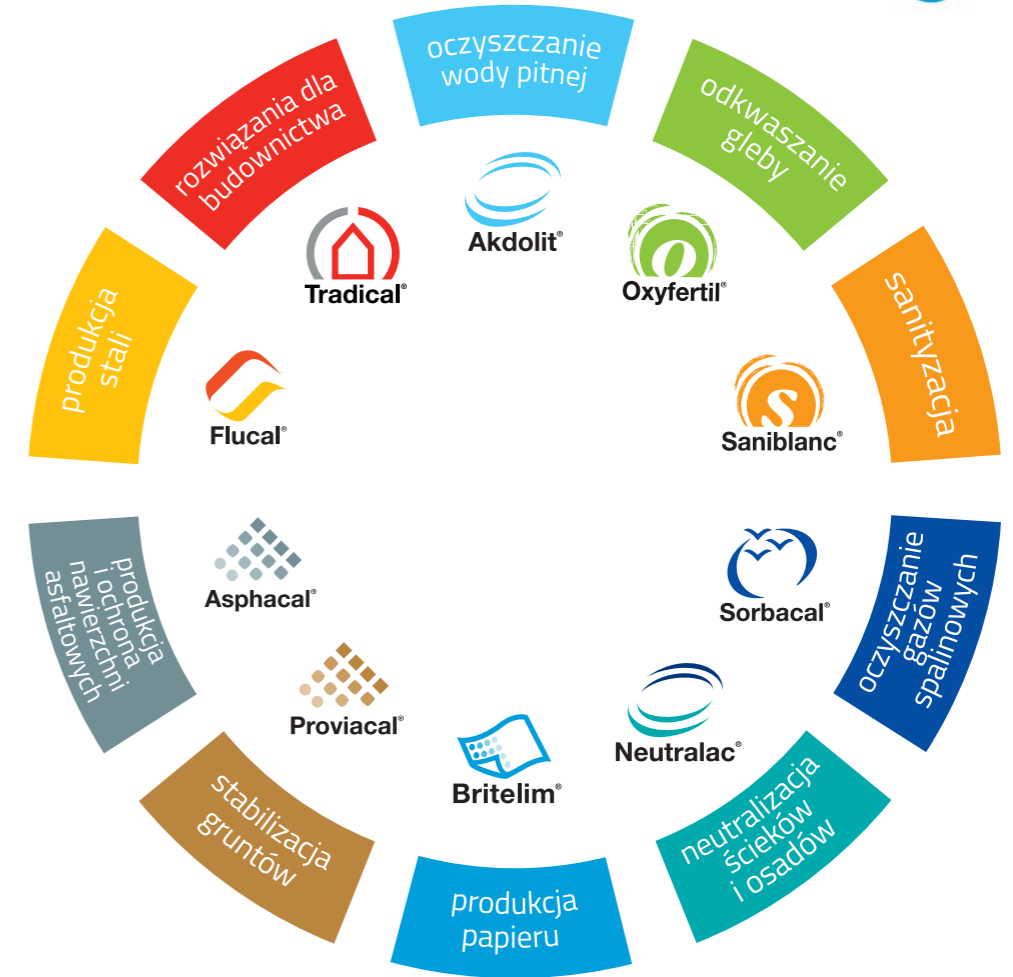 oczyszczanie
wody pitnej
odkwaszanie
gleby
sanityzacja
oczyszczanie
gazów
spalinowych
neutralizacja
ścieków
i osadów
produkcja
papieru
stabilizacja
gruntów
produkcja
i ochrona
nawierzchni
asfaltowych
produkcja
stali
rozwiązania dla
budownictwa
Akdolit®
Oxyfertil®
Saniblanc®
Sorbacal®
Neutralac®
Britelim®
Proviacal®
Asphacal®
Flucal®
Tradical®